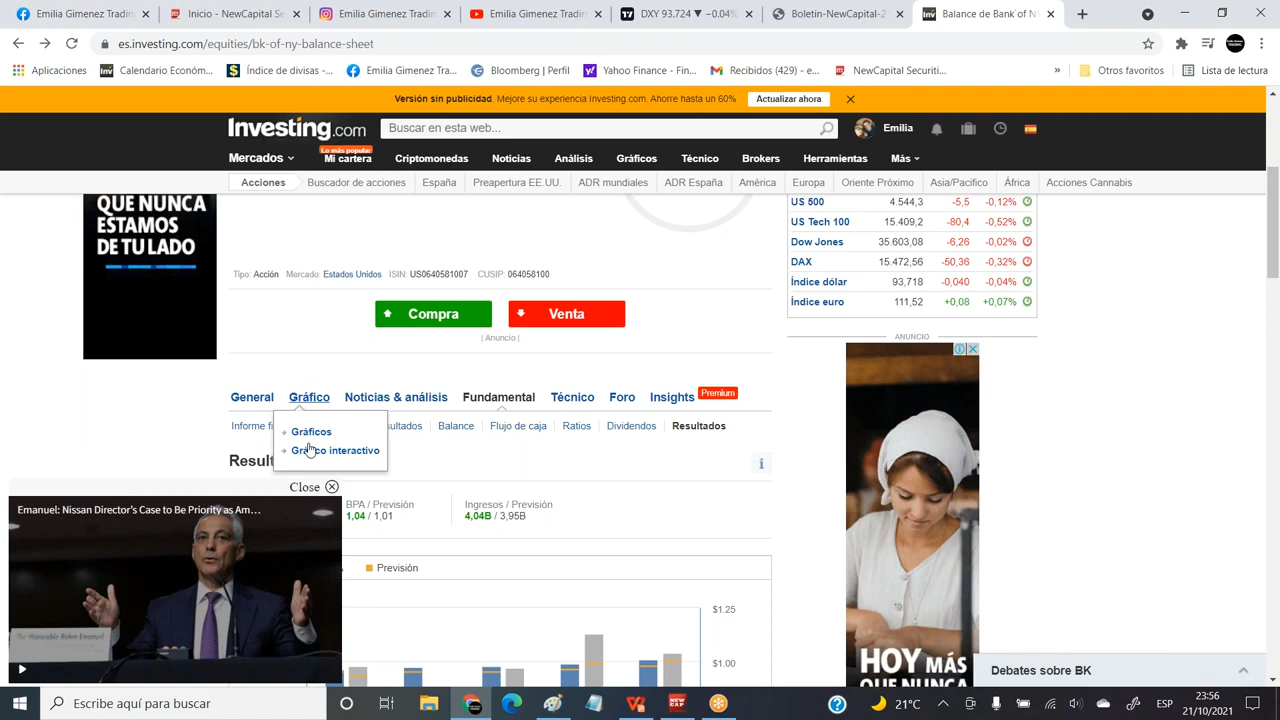 Emilia Gimenez Tradin
Inicio - NewCapital Se
Emilia Gimenez Tradin
Emilia Gimenez Tradin
DXY 93.724 ▼ −0.04%
Boletin-NewCapital-2
Balance de Bank of NY
es.investing.com/equities/bk-of-ny-balance-sheet
Aplicaciones
Calendario Económ...
Índice de divisas -...
Emilia Gimenez Tra...
Bloomberg | Perfil
Yahoo Finance - Fin...
Recibidos (429) - e...
NewCapital Securiti...
»
Otros favoritos
Lista de lectura
Versión sin publicidad. Mejore su experiencia Investing.com. Ahorre hasta un 60%
Actualizar ahora
Investing.com
Buscar en esta web...
Emilia
Mercados
Lo más popular
Mi cartera
Criptomonedas
Noticias
Análisis
Gráficos
Técnico
Brokers
Herramientas
Más
Acciones
Buscador de acciones
España
Preapertura EE.UU.
ADR mundiales
ADR España
América
Europa
Oriente Próximo
Asia/Pacifico
África
Acciones Cannabis
QUE NUNCA
ESTAMOS
DE TU LADO
US 500 4.544,3 -5,5 -0,12%
US Tech 100 15.409,2 -80,4 -0,52%
Dow Jones 35.603,08 -6,26 -0,02%
DAX 15.472,56 -50,36 -0,32%
Índice dólar 93,718 -0,040 -0,04%
Índice euro 111,52 +0,08 +0,07%
Tipo: Acción Mercado: Estados Unidos ISIN: US0640581007 CUSIP: 064058100
Compra
Venta
| Anuncio |
ANUNCIO
General
Gráfico
Noticias & análisis
Fundamental
Técnico
Foro
Insights
Premium
Informe fi
sultados
Balance
Flujo de caja
Ratios
Dividendos
Resultados
Gráficos
Gráfico interactivo
Result
i
Close
BPA / Previsión
1,04 / 1,01
Ingresos / Previsión
4,04B / 3,95B
Emanuel: Nissan Director's Case to Be Priority as Am...
The Honorable Rahm Emanuel
Previsión
$1.25
$1.00
HOY MÁS
QUE NUNCA
Debates sobre BK
Escribe aquí para buscar
NEW
CAP
21°C
ESP
23:56
21/10/2021